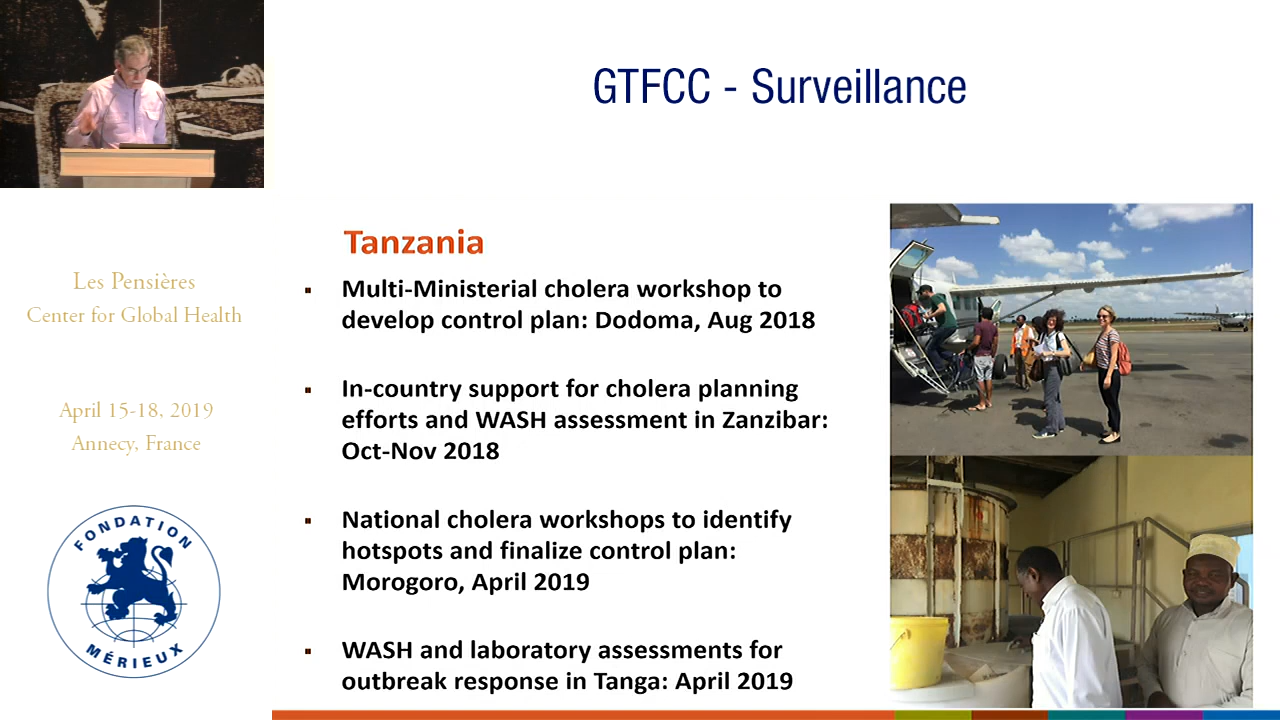 GTFCC - Surveillance
Les Pensières
Center for Global Health
April 15-18, 2019
Annecy, France
FONDATION
MÉRIEUX
Tanzania
▪ Multi-Ministerial cholera workshop to
develop control plan: Dodoma, Aug 2018
▪ In-country support for cholera planning
efforts and WASH assessment in Zanzibar:
Oct-Nov 2018
▪ National cholera workshops to identify
hotspots and finalize control plan:
Morogoro, April 2019
▪ WASH and laboratory assessments for
outbreak response in Tanga: April 2019